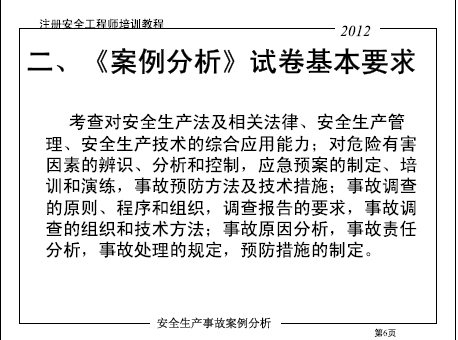 注册安全工程师培训教程
2012
二、《案例分析》试卷基本要求
考查对安全生产法及相关法律、安全生产管
理、安全生产技术的综合应用能力；对危险有害
因素的辨识、分析和控制，应急预案的制定、培
训和演练，事故预防方法及技术措施；事故调查
的原则、程序和组织，调查报告的要求，事故调
查的组织和技术方法；事故原因分析，事故责任
分析，事故处理的规定，预防措施的制定。
安全生产事故案例分析
第6页